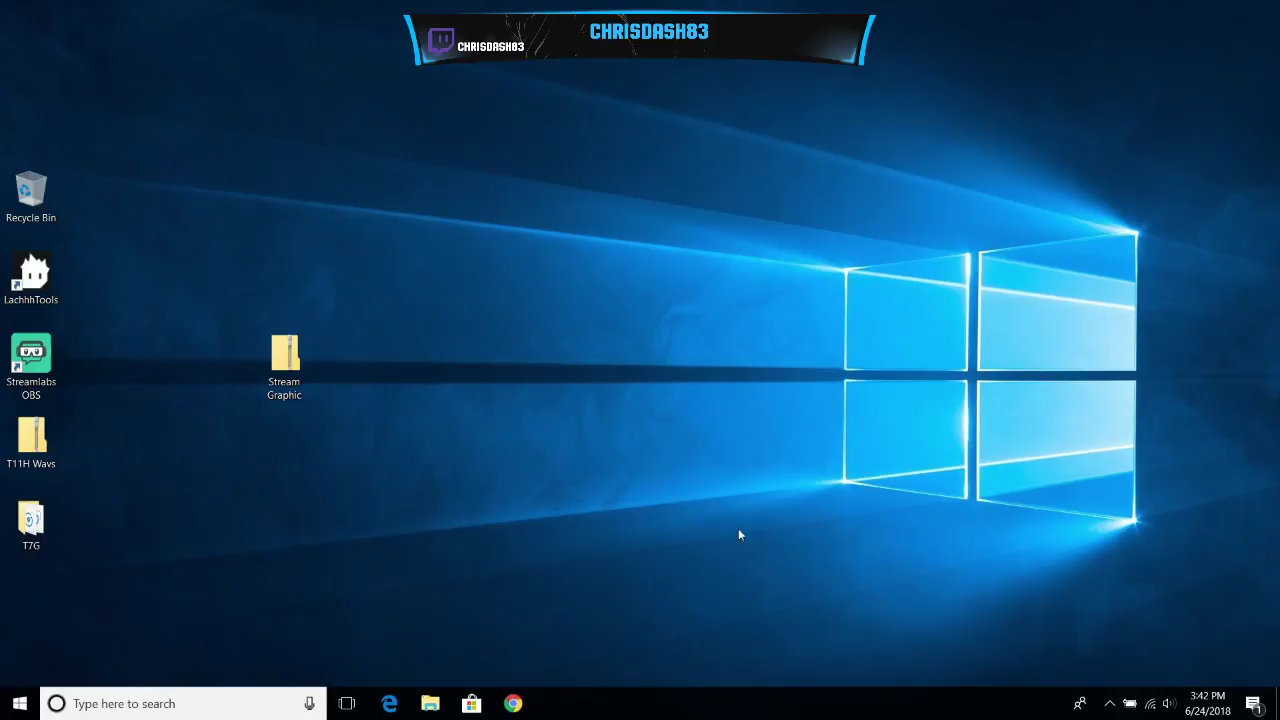 CHRISDASH83
CHRISDASH83
Recycle Bin
LachhhTools
Streamlabs
OBS
Stream
Graphic
T11H Wavs
T7G
Type here to search
3:42 PM
6/24/2018
1